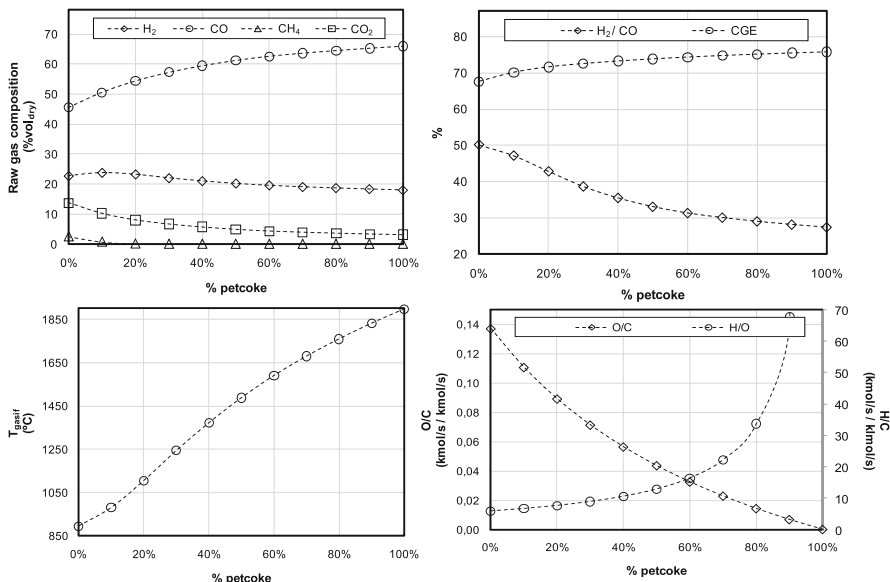 H2 CO CH4 CO2
Raw gas composition
(%voldry)
70
60
50
40
30
20
10
0
0% 20% 40% 60% 80% 100%
% petcoke
H2/ CO CGE
%
80
70
60
50
40
30
20
0% 20% 40% 60% 80% 100%
% petcoke
Tgasif
(ºC)
1850
1650
1450
1250
1050
850
0% 20% 40% 60% 80% 100%
% petcoke
O/C H/O
O/C
(kmol/s / kmol/s)
0,14
0,12
0,10
0,08
0,06
0,04
0,02
0,00
70
60
50
40
30
20
10
0
H/C
(kmol/s / klmol/s)
0% 20% 40% 60% 80% 100%
% petcoke